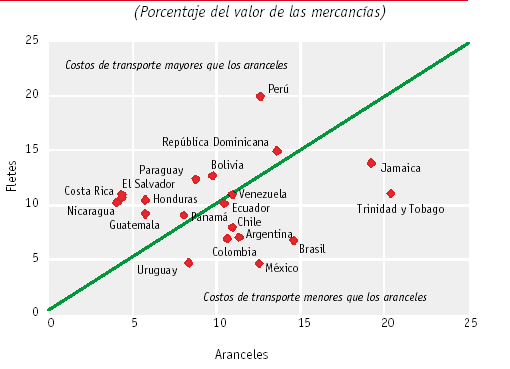 (Porcentaje del valor de las mercancías)
25
Costos de transporte mayores que los aranceles
Perú
20
República Dominicana
15
Bolivia
Paraguay
Jamaica
El Salvador
Costa Rica
Honduras
Venezuela
Fletes
10
Nicaragua
Ecuador
Trinidad y Tobago
Panamá
Guatemala
Chile
Argentina
Colombia
Brasil
5
Uruguay
México
Costos de transporte menores que los aranceles
0
0 5 10 15 20 25
Aranceles